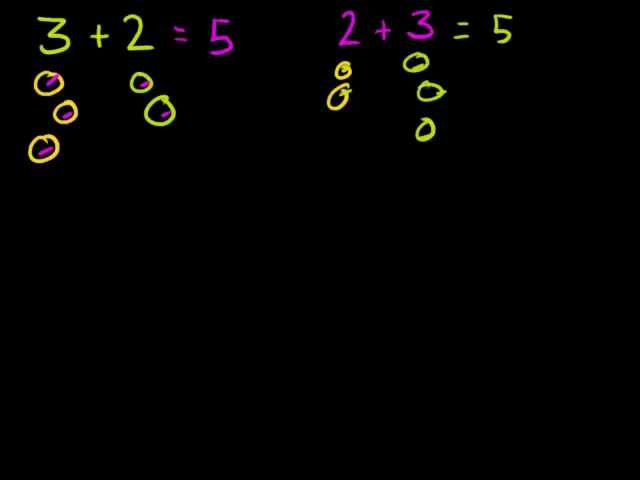 3 + 2 = 5
2 + 3 = 5